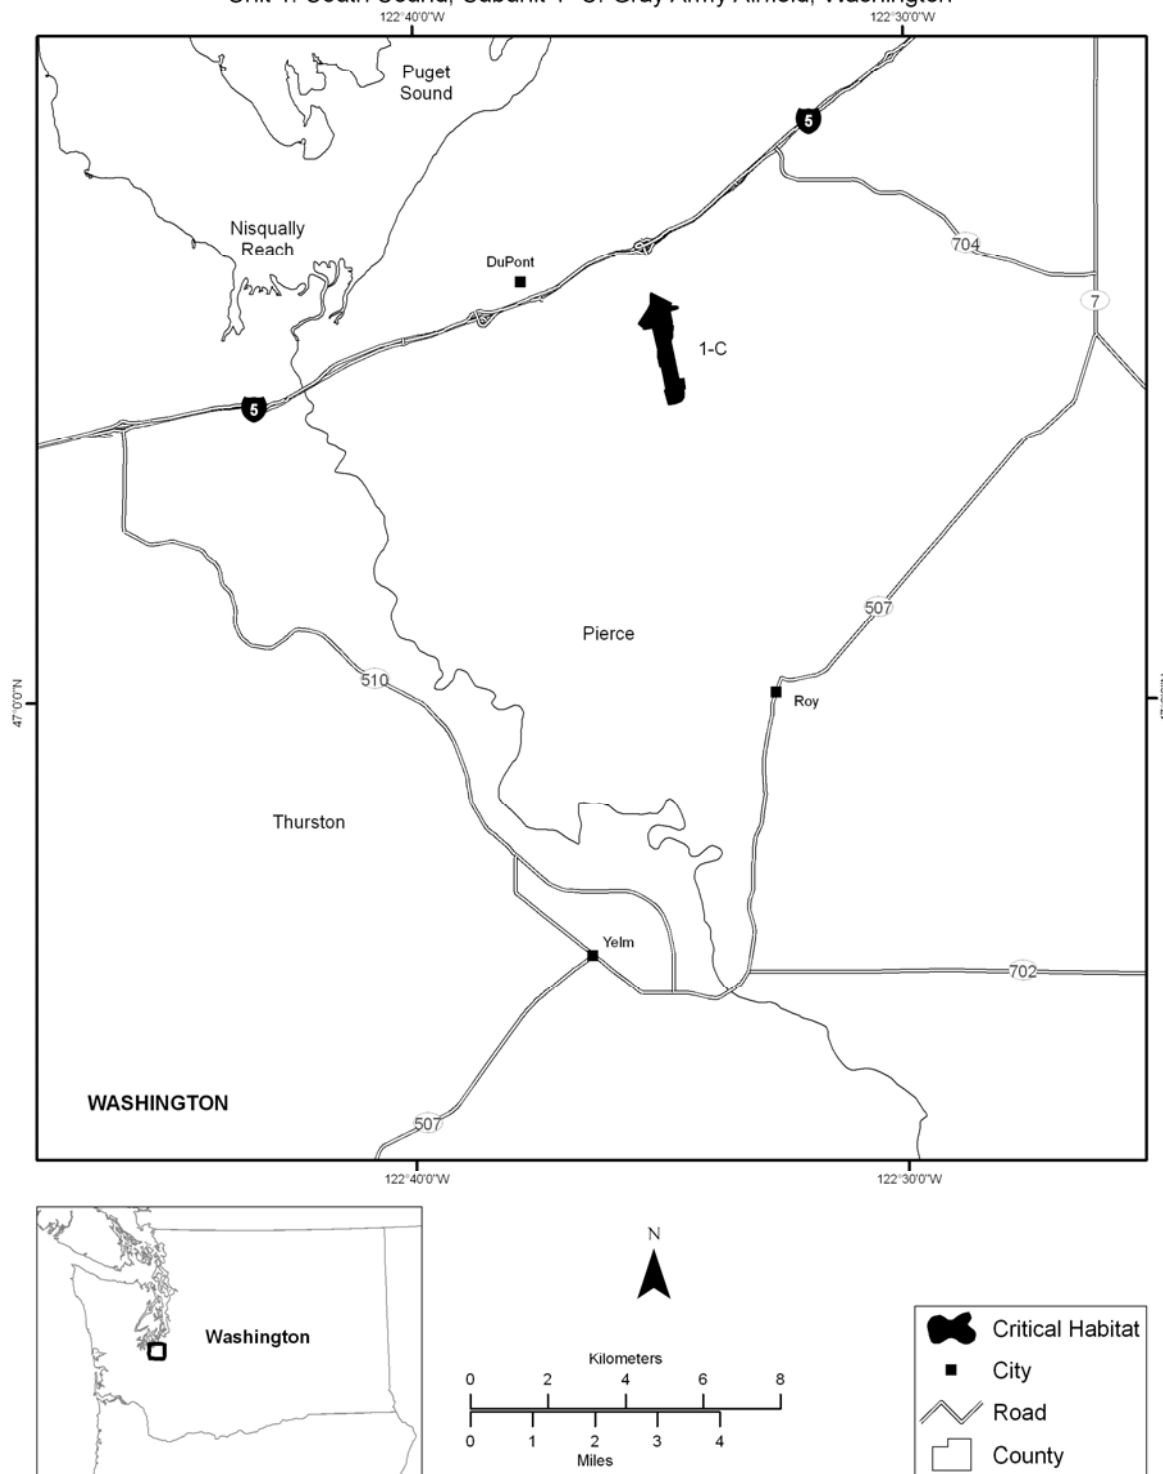 122°40'0"W
122°30'0"W
Puget
Sound
5
Nisqually
Reach
704
DuPont
7
1-C
5
507
Pierce
510
47°0'0"N
Roy
Thurston
Yelm
702
WASHINGTON
507
122°40'0"W
122°30'0"W
N
Washington
Kilometers
0 2 4 6 8
0 1 2 3 4
Miles
Critical Habitat
City
Road
County